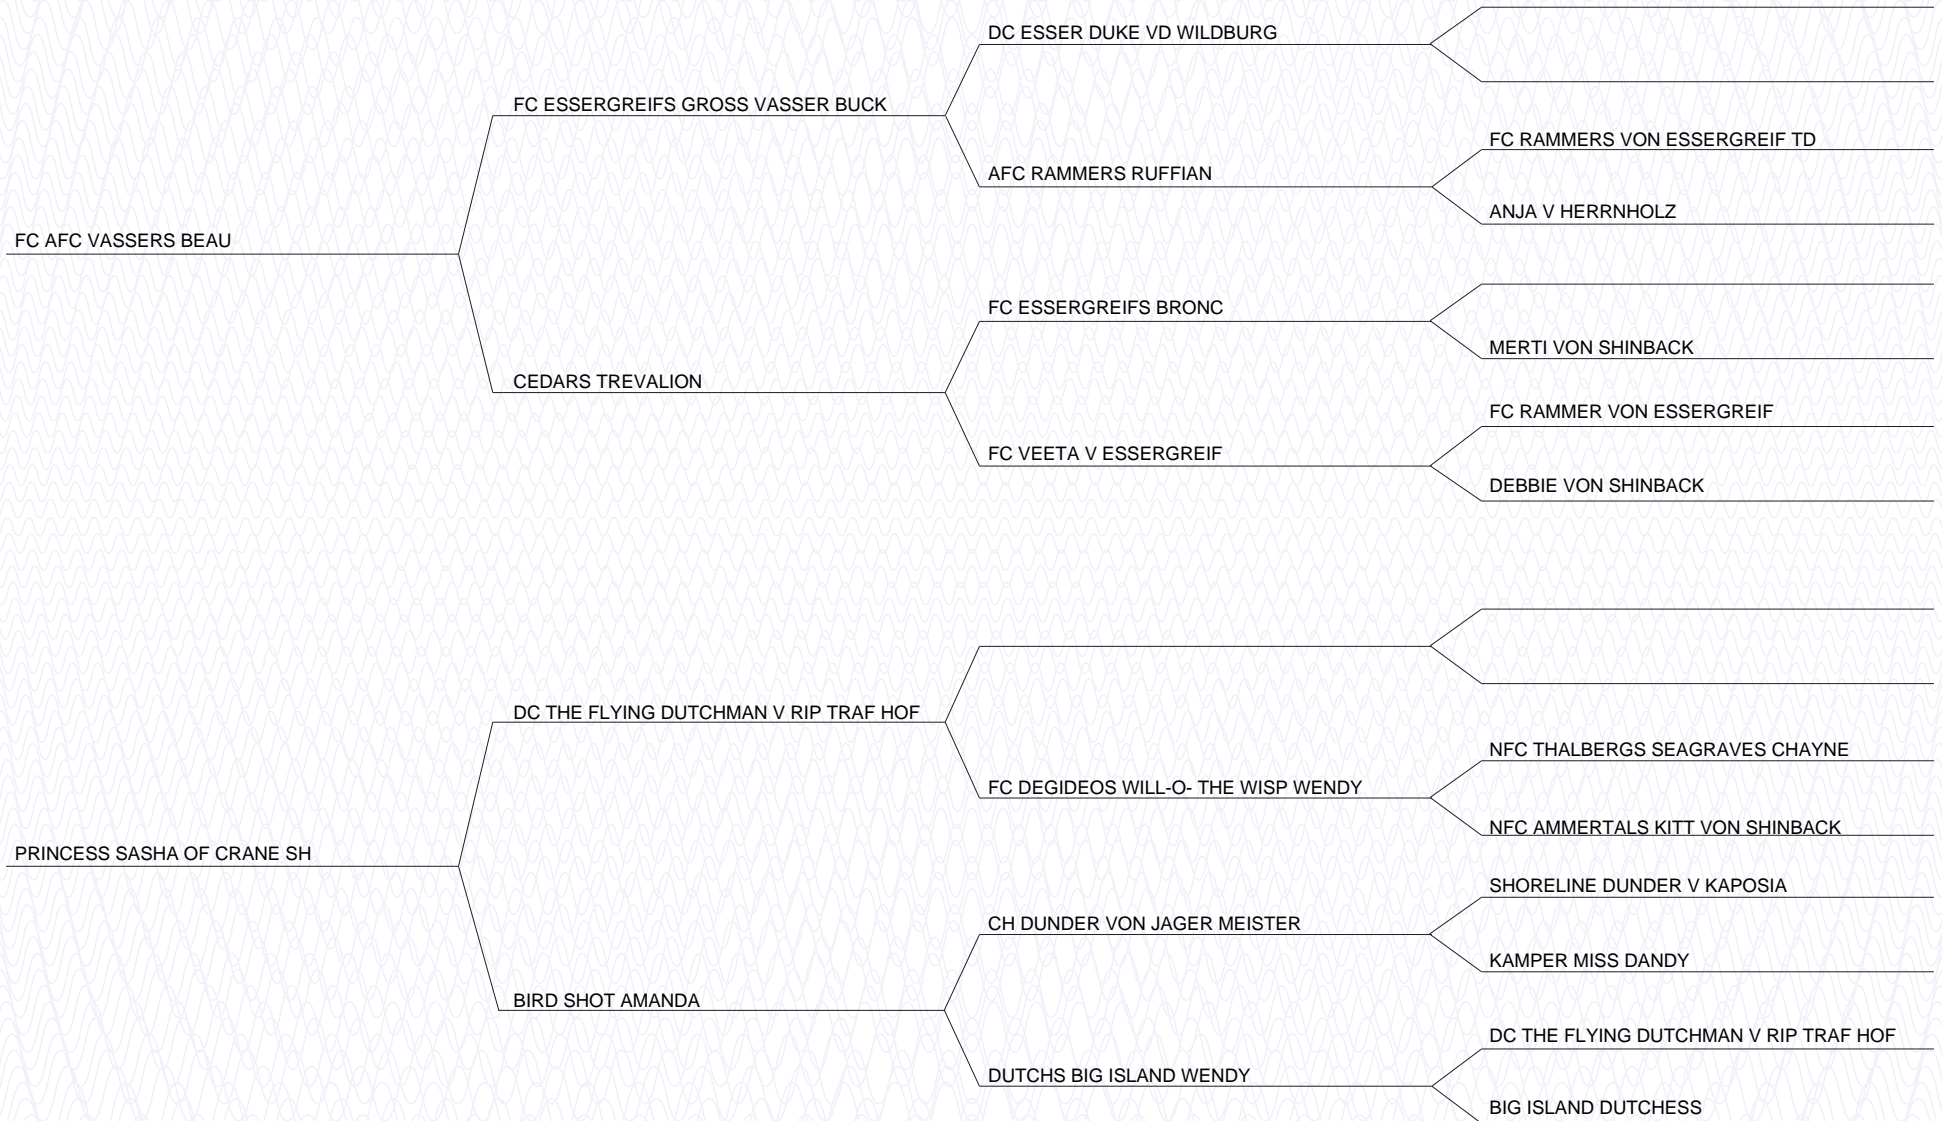 DC ESSER DUKE VD WILDBURG
FC ESSERGREIFS GROSS VASSER BUCK
FC RAMMERS VON ESSERGREIF TD
AFC RAMMERS RUFFIAN
ANJA V HERRNHOLZ
FC AFC VASSERS BEAU
FC ESSERGREIFS BRONC
MERTI VON SHINBACK
CEDARS TREVALION
FC RAMMER VON ESSERGREIF
FC VEETA V ESSERGREIF
DEBBIE VON SHINBACK
DC THE FLYING DUTCHMAN V RIP TRAF HOF
NFC THALBERGS SEAGRAVES CHAYNE
FC DEGIDEOS WILL-O- THE WISP WENDY
NFC AMMERTALS KITT VON SHINBACK
PRINCESS SASHA OF CRANE SH
SHORELINE DUNDER V KAPOSIA
CH DUNDER VON JAGER MEISTER
KAMPER MISS DANDY
BIRD SHOT AMANDA
DC THE FLYING DUTCHMAN V RIP TRAF HOF
DUTCHS BIG ISLAND WENDY
BIG ISLAND DUTCHESS